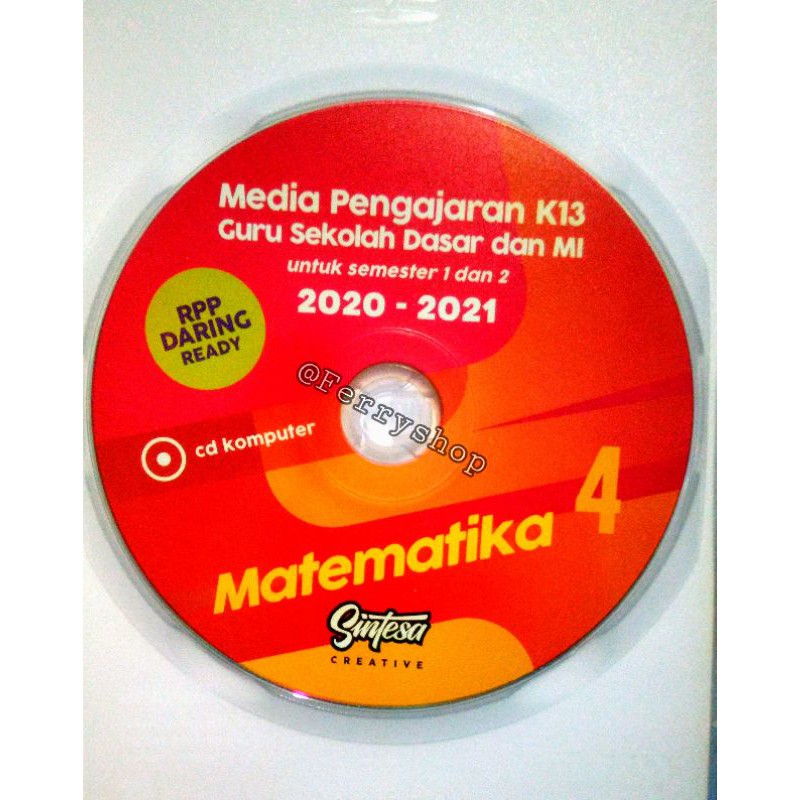 Media Pengajaran K13
Guru Sekolah Dasar dan MI
untuk semester 1 dan 2
2020 - 2021
RPP
DARING
READY
@Ferryshop
cd komputer
Matematika 4
Sintesa
CREATIVE